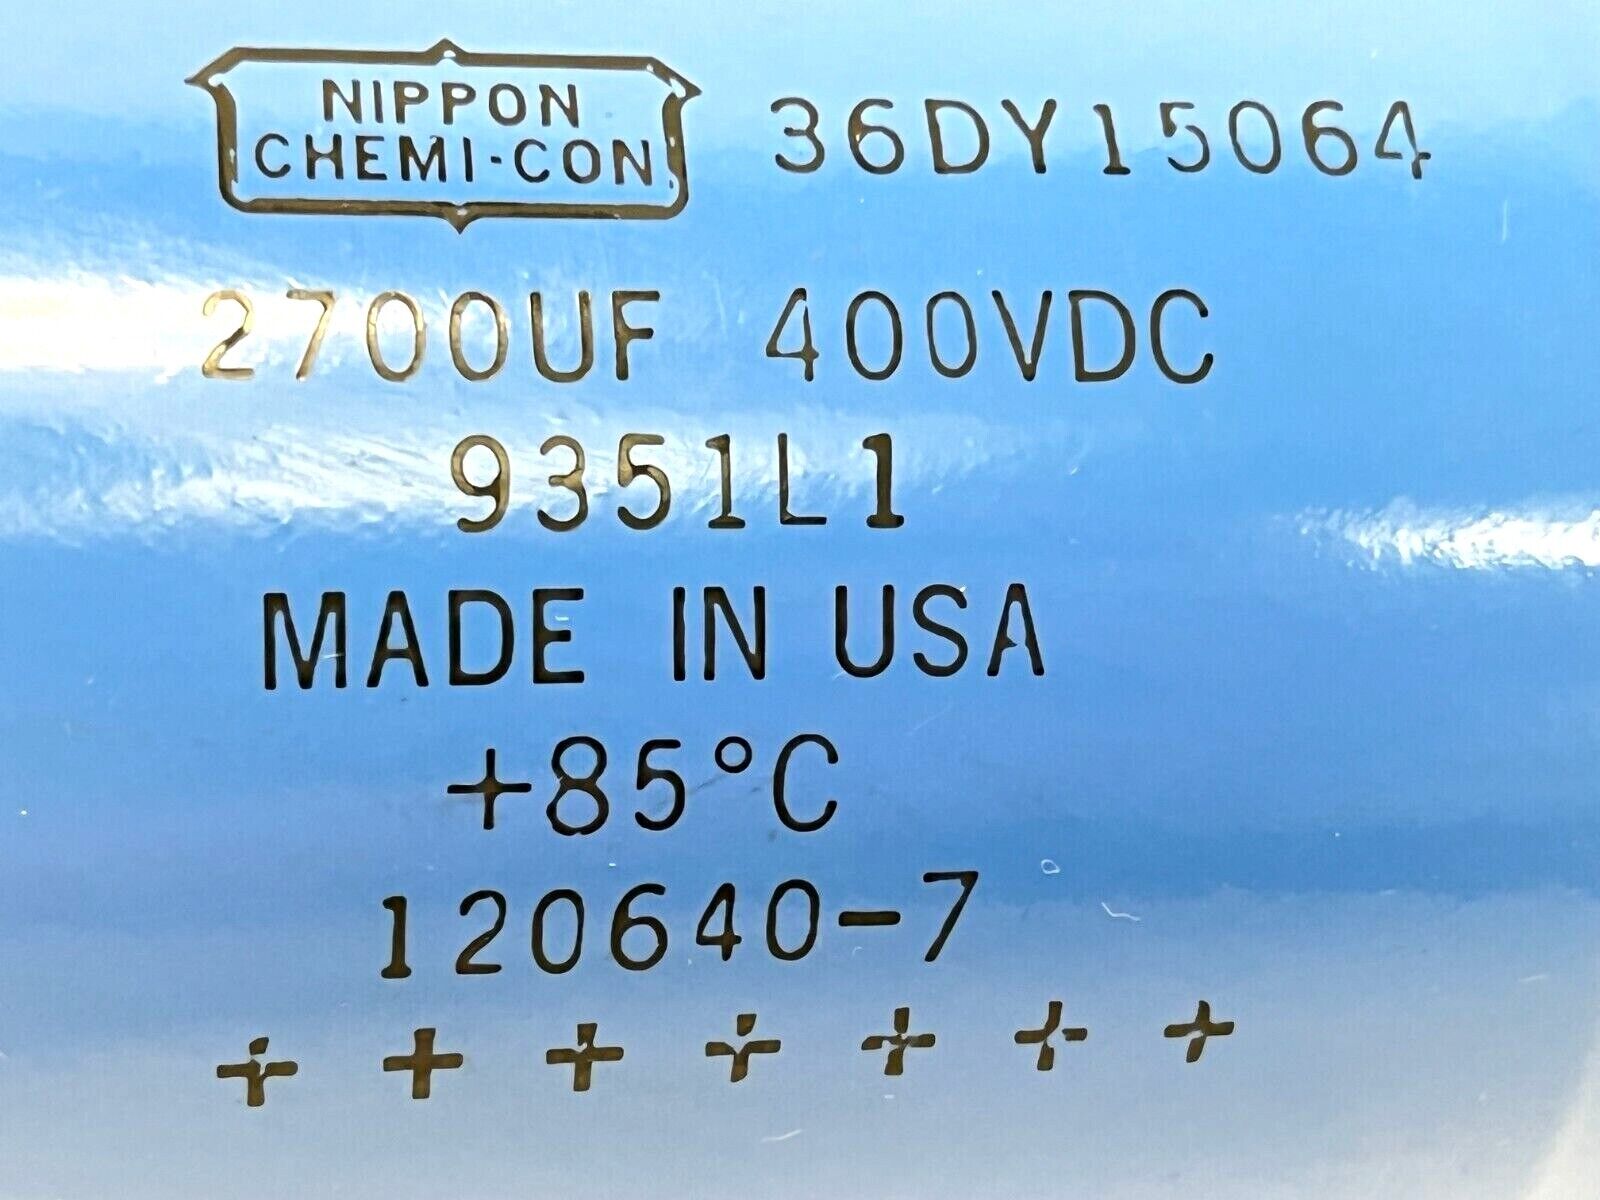 NIPPON
CHEMI-CON
36DY15064
2700UF 400VDC
9351L1
MADE IN USA
+85°C
120640-7
+ + + + + + +